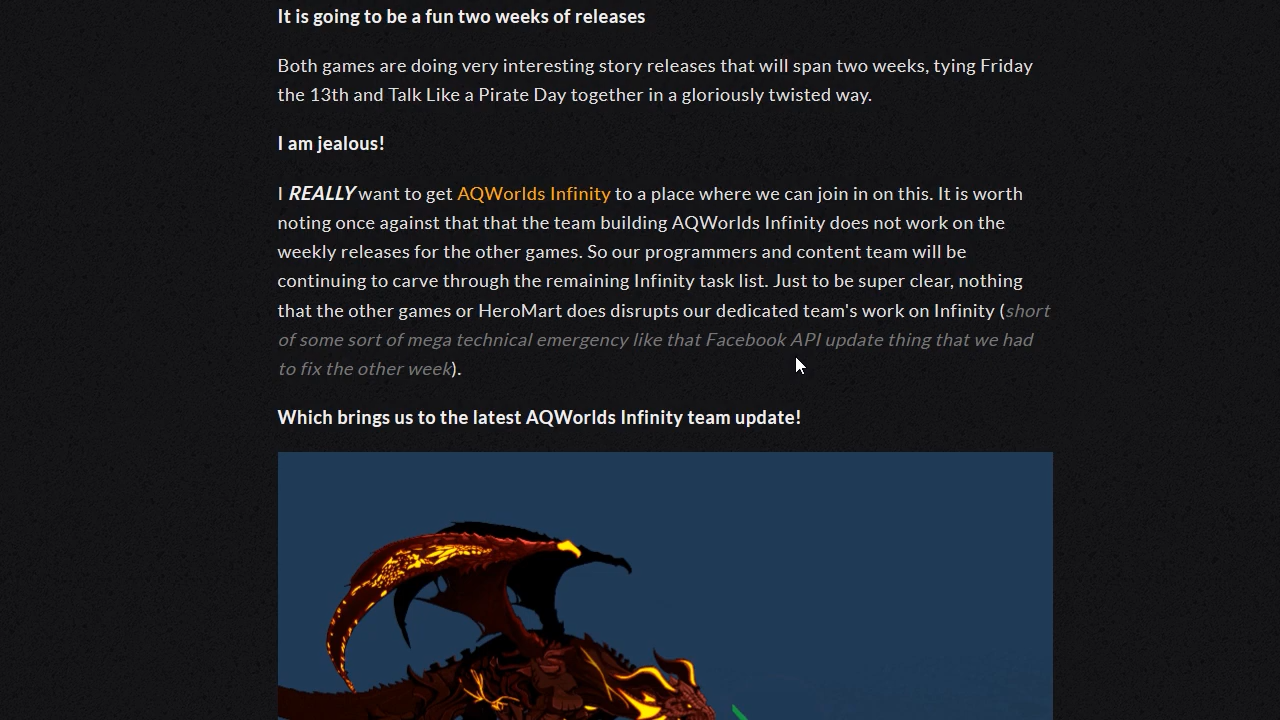 It is going to be a fun two weeks of releases
Both games are doing very interesting story releases that will span two weeks, tying Friday
the 13th and Talk Like a Pirate Day together in a gloriously twisted way.
I am jealous!
I REALLY want to get AQWorlds Infinity to a place where we can join in on this. It is worth
noting once against that that the team building AQWorlds Infinity does not work on the
weekly releases for the other games. So our programmers and content team will be
continuing to carve through the remaining Infinity task list. Just to be super clear, nothing
that the other games or HeroMart does disrupts our dedicated team's work on Infinity (short
of some sort of mega technical emergency like that Facebook API update thing that we had
to fix the other week).
Which brings us to the latest AQWorlds Infinity team update!